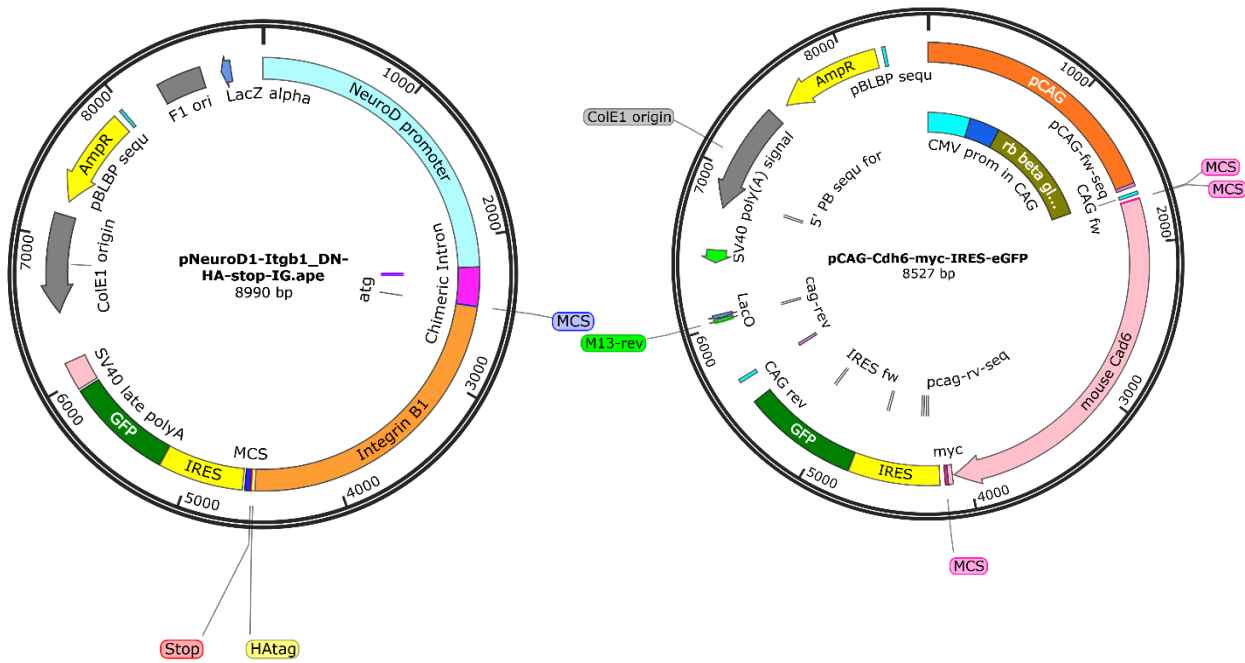 1000
2000
3000
4000
5000
6000
7000
8000
NeuroD promoter
Chimeric Intron
MCS
Integrin B1
HAtag
Stop
MCS
IRES
GFP
SV40 late polyA
ColE1 origin
AmpR
pBLBP sequ
F1 ori
LacZ alpha
atg
pNeuroD1-Itgb1_DN-
HA-stop-IG.ape
8990 bp
1000
2000
3000
4000
5000
6000
7000
8000
pCAG
CMV prom in CAG
rb beta gl...
pCAG-fw-seq
CAG fw
MCS
MCS
mouse Cad6
myc
MCS
IRES
GFP
CAG rev
LacO
M13-rev
SV40 poly(A) signal
ColE1 origin
AmpR
pBLBP sequ
5' PB sequ for
cag-rev
IRES fw
pcag-rv-seq
pCAG-Cdh6-myc-IRES-eGFP
8527 bp